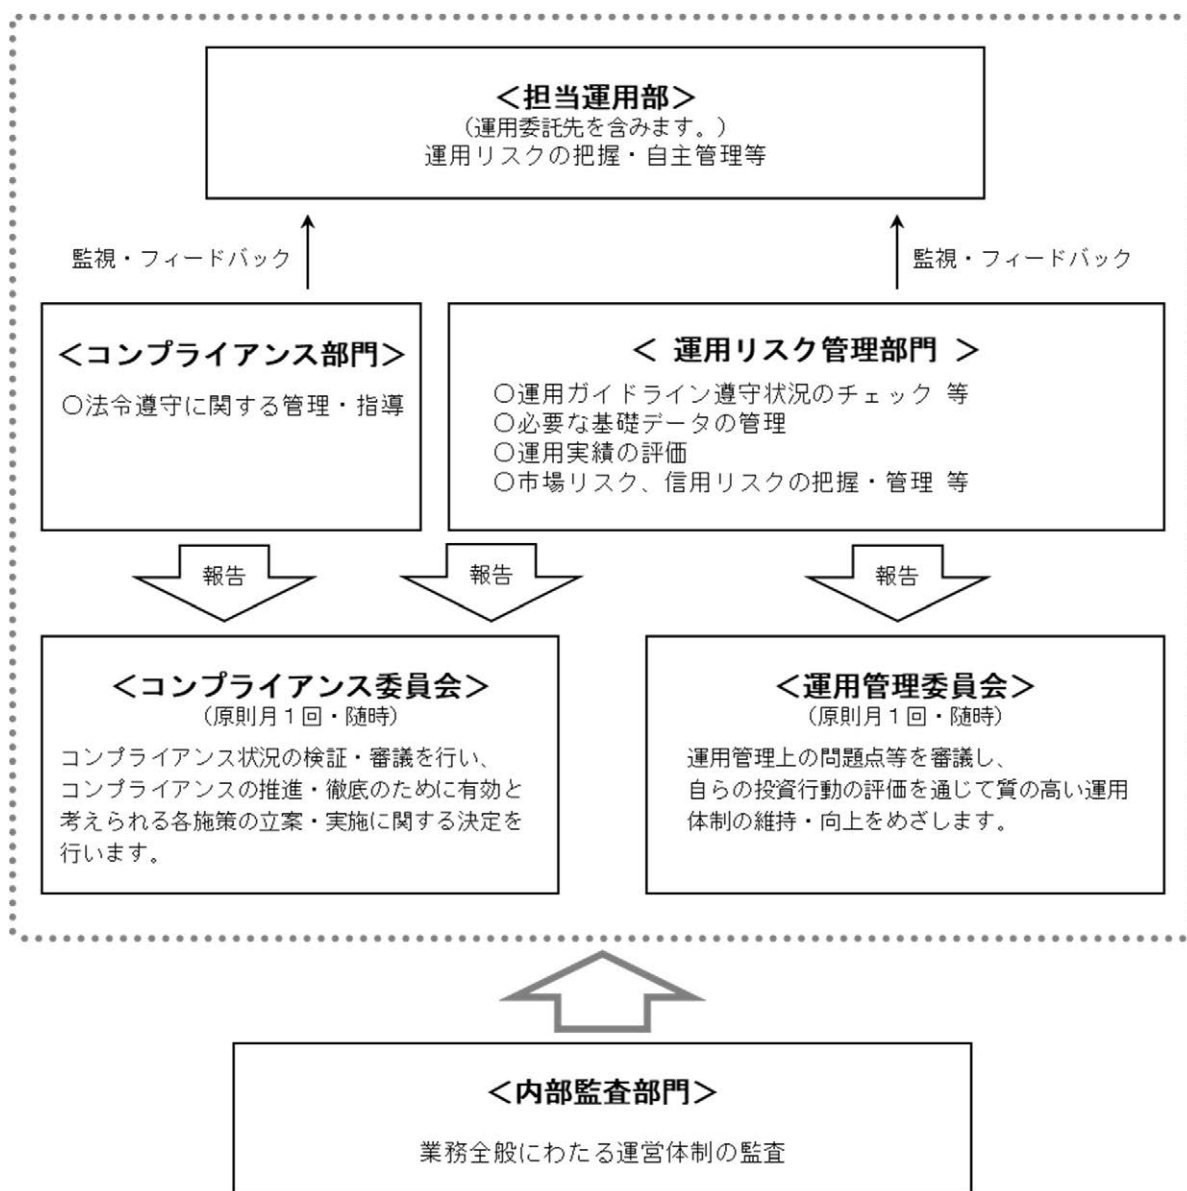 ＜担当運用部＞
（運用委託先を含みます。）
運用リスクの把握・自主管理等
監視・フィードバック
監視・フィードバック
＜コンプライアンス部門＞
○法令遵守に関する管理・指導
＜ 運用リスク管理部門 ＞
○運用ガイドライン遵守状況のチェック 等
○必要な基礎データの管理
○運用実績の評価
○市場リスク、信用リスクの把握・管理 等
報告
報告
報告
＜コンプライアンス委員会＞
（原則月１回・随時）
コンプライアンス状況の検証・審議を行い、
コンプライアンスの推進・徹底のために有効と
考えられる各施策の立案・実施に関する決定を
行います。
＜運用管理委員会＞
（原則月１回・随時）
運用管理上の問題点等を審議し、
自らの投資行動の評価を通じて質の高い運用
体制の維持・向上をめざします。
＜内部監査部門＞
業務全般にわたる運営体制の監査